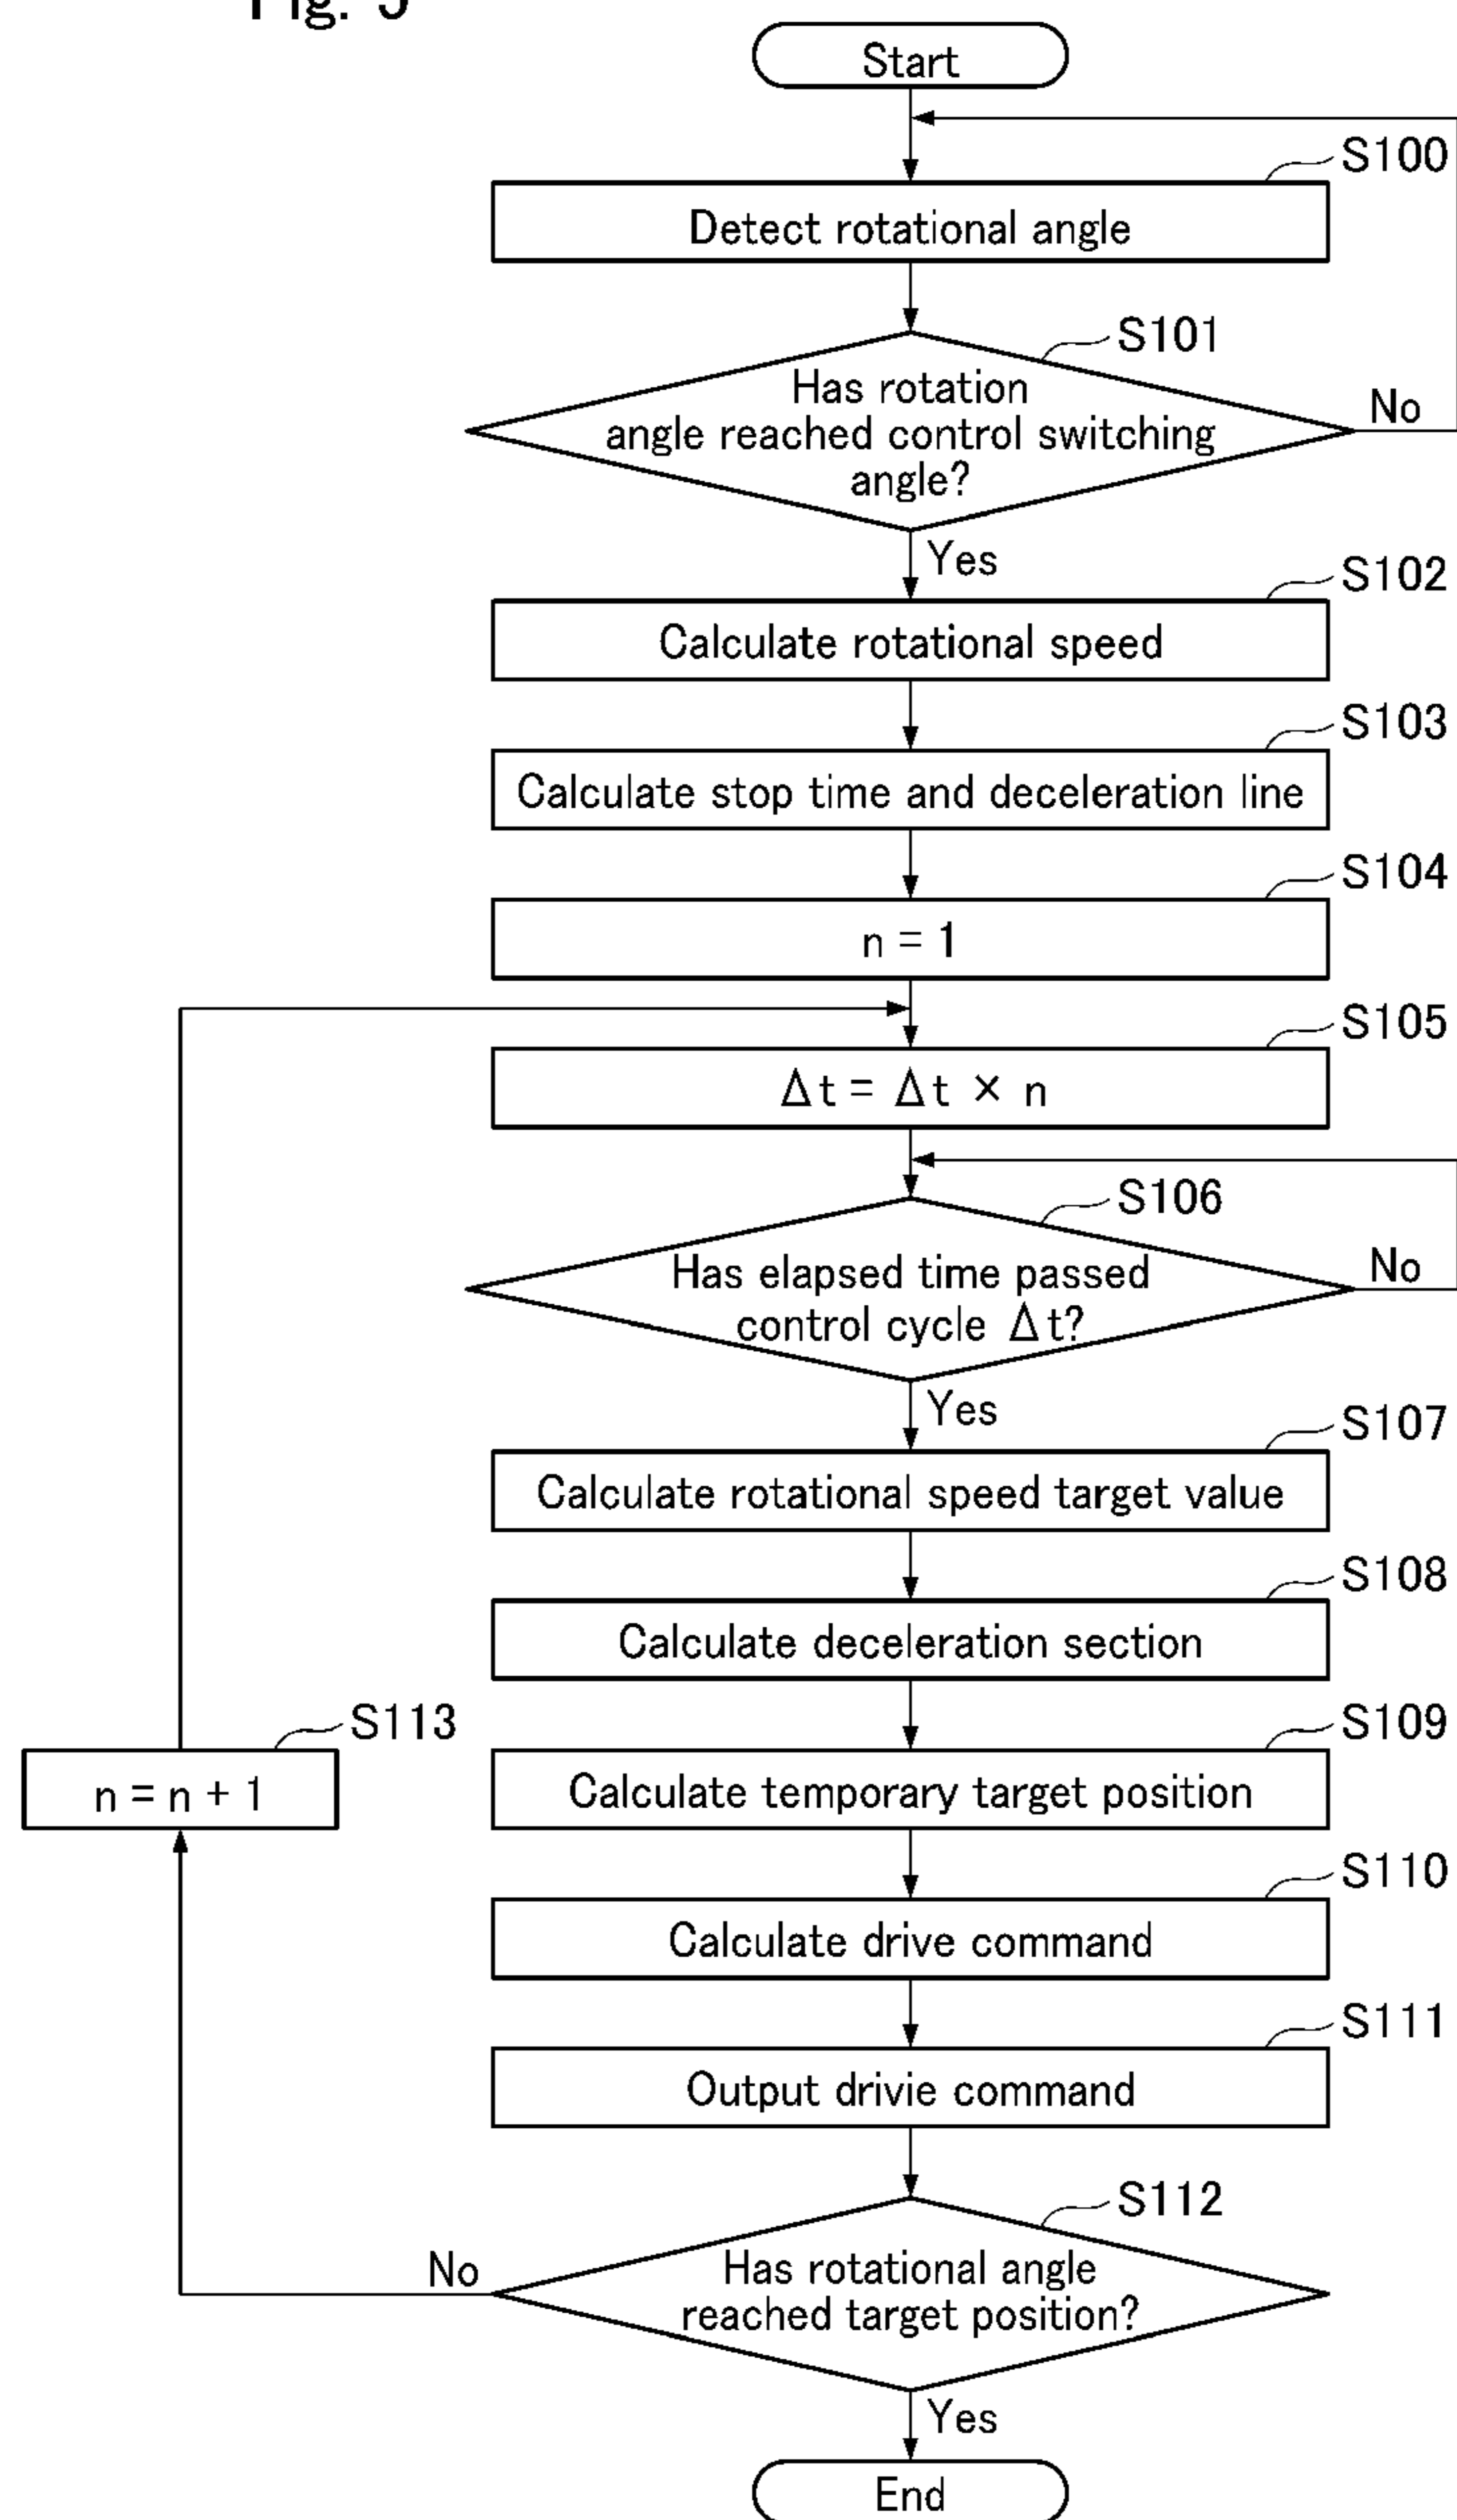 Fig. 5
Start
S100
Detect rotational angle
S101
Has rotation
angle reached control switching
angle?
No
Yes
S102
Calculate rotational speed
S103
Calculate stop time and deceleration line
S104
n = 1
S105
Δt = Δt × n
S106
Has elapsed time passed
control cycle Δt?
No
Yes
S107
Calculate rotational speed target value
S108
Calculate deceleration section
S109
Calculate temporary target position
S113
n = n + 1
S110
Calculate drive command
S111
Output drivie command
S112
Has rotational angle
reached target position?
No
Yes
End